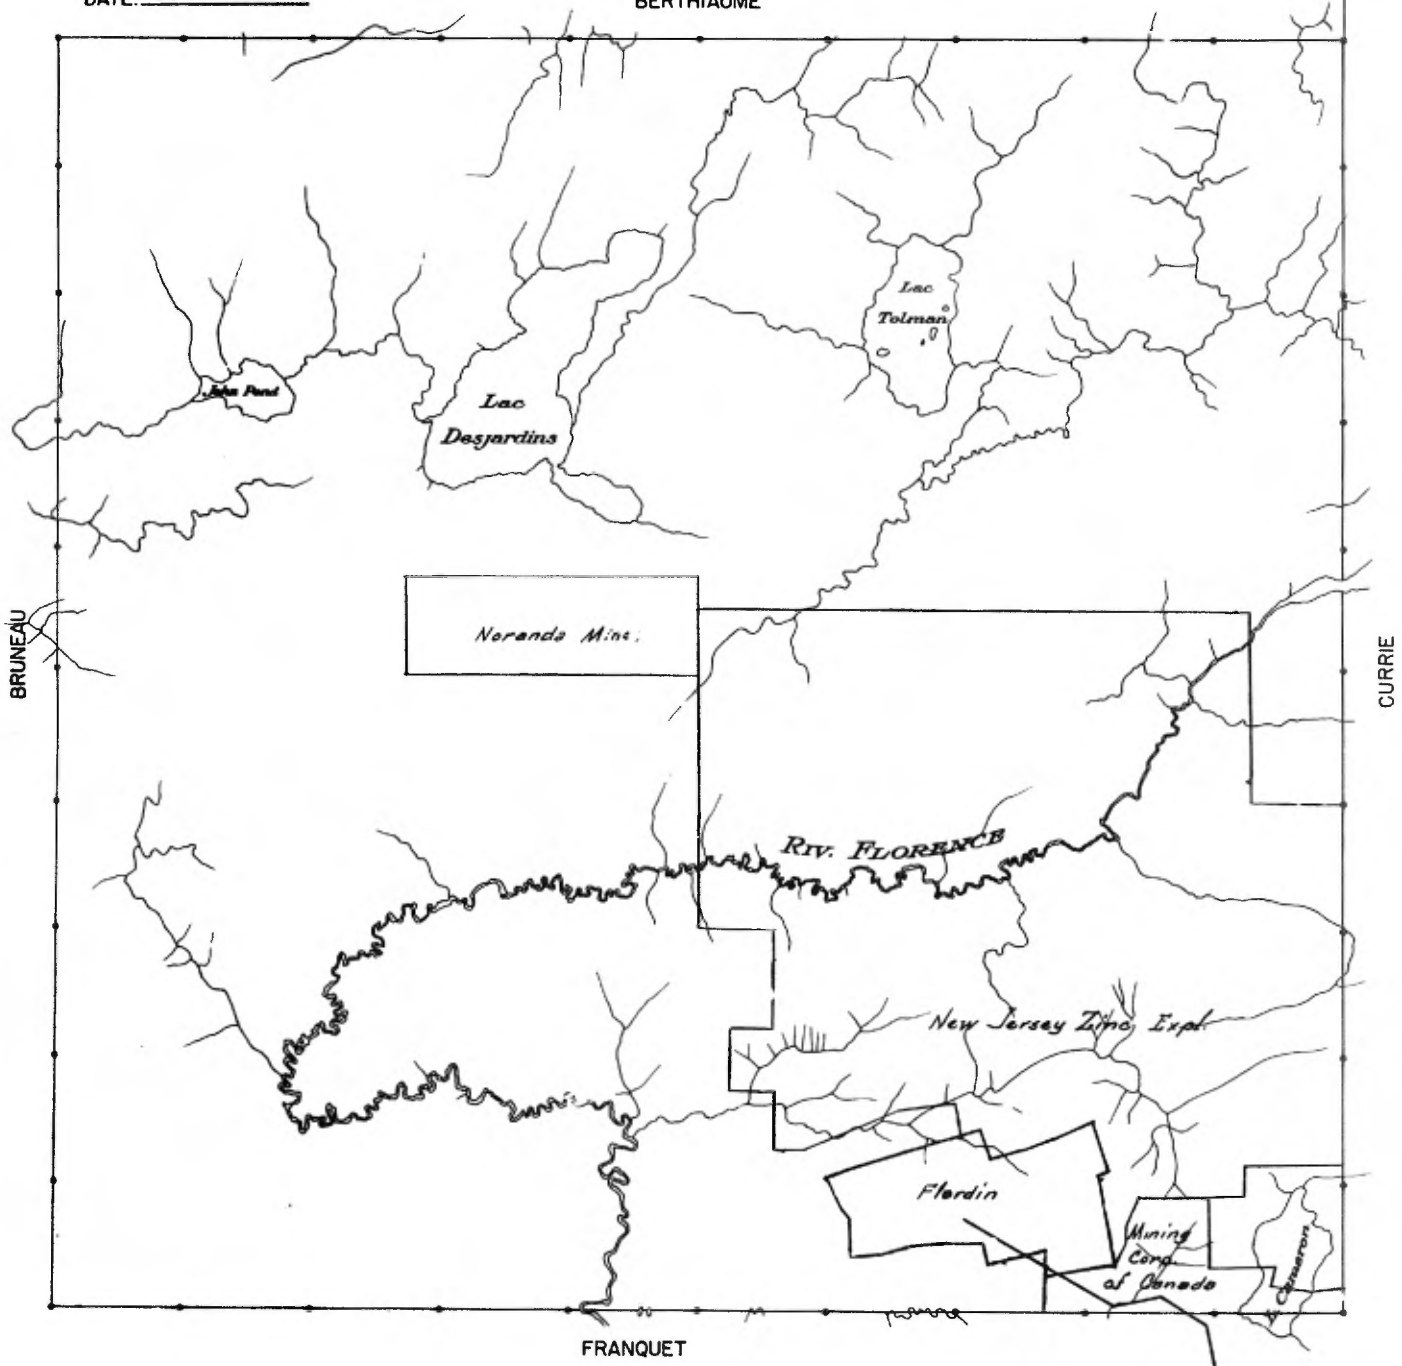 DATE:
BERTHIAUME
Lac
Tolman
John Pond
Lac
Desjardins
BRUNEAU
Noranda Mine.
CURRIE
RIV. FLORENCE
New Jersey Zinc Expl.
Flordin
Mining
Corp.
of Canada
L. Cameron
FRANQUET